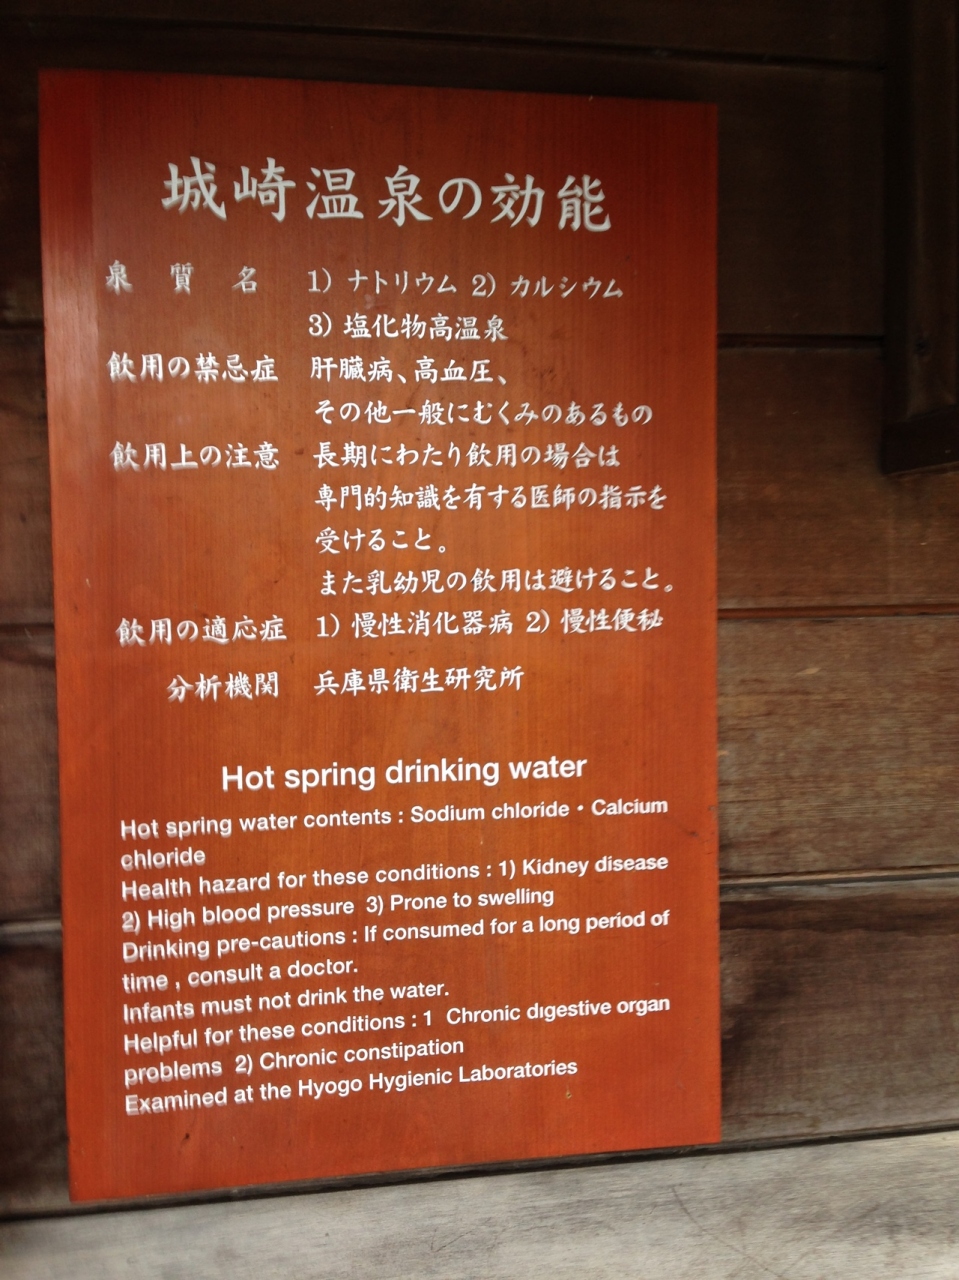 城崎温泉の効能
泉質名 1) ナトリウム 2) カルシウム
3) 塩化物高温泉
飲用の禁忌症 肝臓病、高血圧、
その他一般にむくみのあるもの
飲用上の注意 長期にわたり飲用の場合は
専門的知識を有する医師の指示を
受けること。
また乳幼児の飲用は避けること。
飲用の適応症 1) 慢性消化器病 2) 慢性便秘
分析機関 兵庫県衛生研究所
Hot spring drinking water
Hot spring water contents : Sodium chloride・Calcium
chloride
Health hazard for these conditions : 1) Kidney disease
2) High blood pressure 3) Prone to swelling
Drinking pre-cautions : If consumed for a long period of
time , consult a doctor.
Infants must not drink the water.
Helpful for these conditions : 1 Chronic digestive organ
problems 2) Chronic constipation
Examined at the Hyogo Hygienic Laboratories